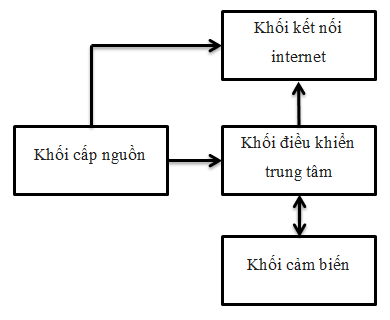 Khối kết nối
internet
Khối cấp nguồn
Khối điều khiển
trung tâm
Khối cảm biến